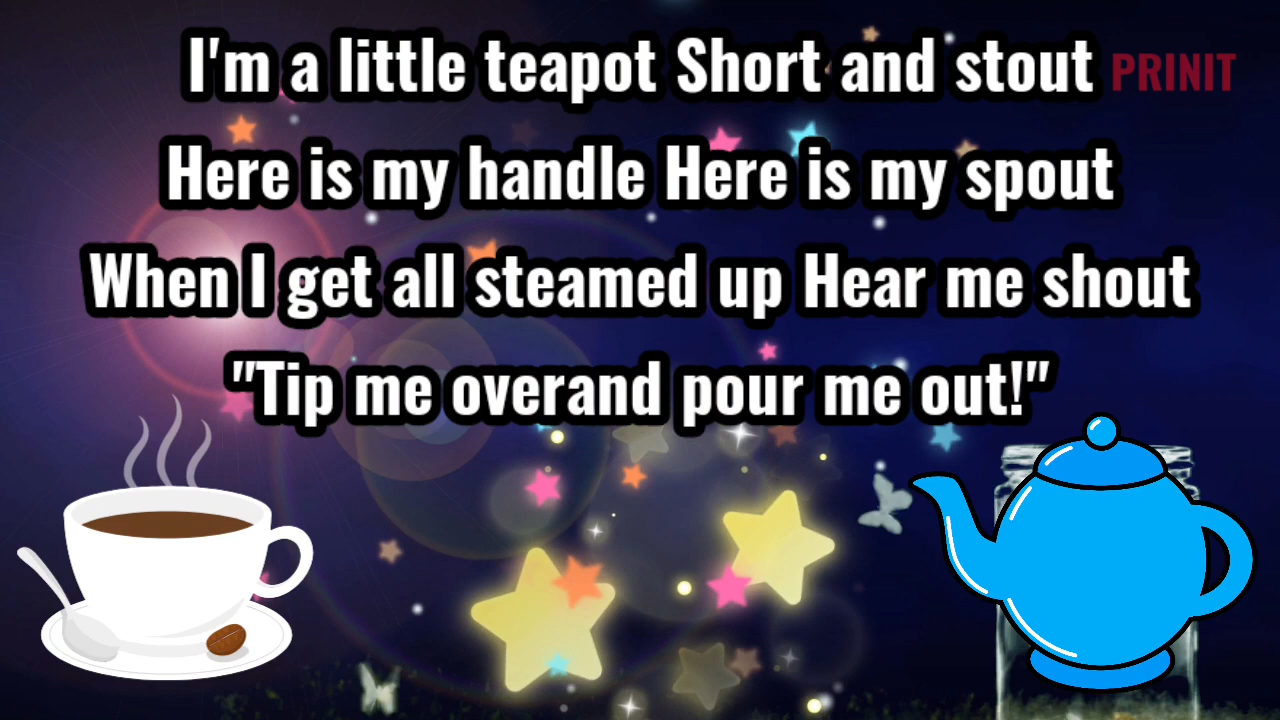 I'm a little teapot Short and stout PRINIT
Here is my handle Here is my spout
When I get all steamed up Hear me shout
"Tip me overand pour me out!"